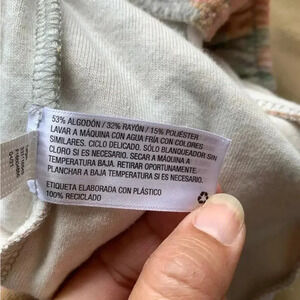 53% ALGODÓN / 32% RAYÓN / 15% POLIÉSTER
LAVAR A MÁQUINA CON AGUA FRÍA CON COLORES
SIMILARES. CICLO DELICADO. SÓLO BLANQUEADOR SIN
CLORO SI ES NECESARIO. SECAR A MÁQUINA A
TEMPERATURA BAJA. RETIRAR OPORTUNAMENTE.
PLANCHAR A BAJA TEMPERATURA SI ES NECESARIO.
ETIQUETA ELABORADA CON PLÁSTICO
100% RECICLADO